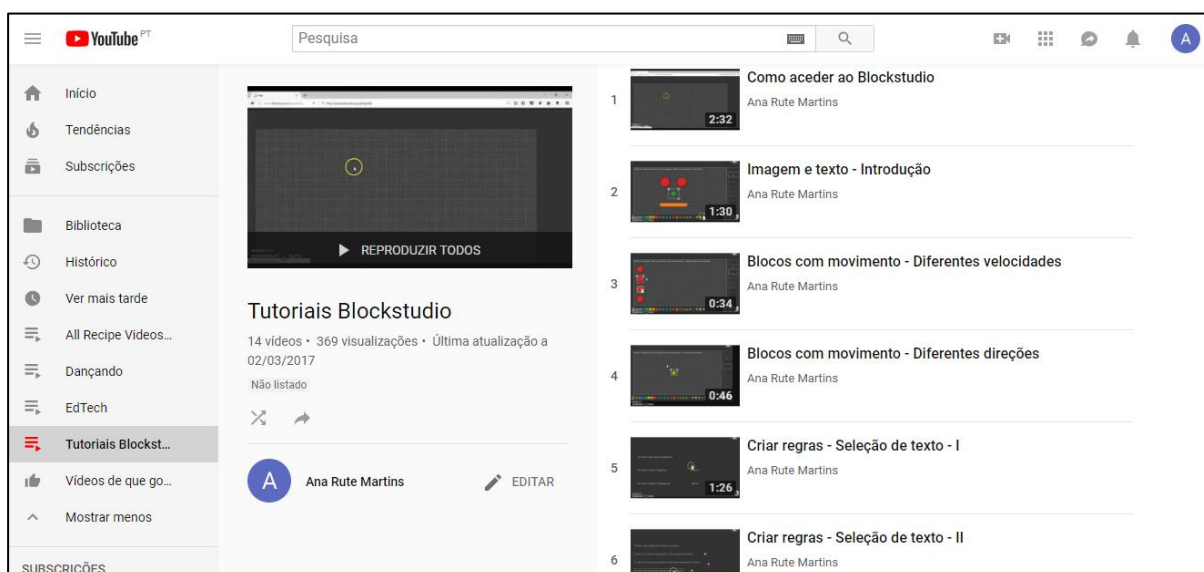 YouTube PT
Pesquisa
A
Início
Tendências
Subscrições
Biblioteca
Histórico
Ver mais tarde
All Recipe Videos...
Dançando
EdTech
Tutoriais Blockst...
Vídeos de que go...
Mostrar menos
SUBSCRIÇÕES
REPRODUZIR TODOS
Tutoriais Blockstudio
14 vídeos • 369 visualizações • Última atualização a
02/03/2017
Não listado
A
Ana Rute Martins
EDITAR
1
2:32
Como aceder ao Blockstudio
Ana Rute Martins
2
1:30
Imagem e texto - Introdução
Ana Rute Martins
3
0:34
Blocos com movimento - Diferentes velocidades
Ana Rute Martins
4
0:46
Blocos com movimento - Diferentes direções
Ana Rute Martins
5
1:26
Criar regras - Seleção de texto - I
Ana Rute Martins
6
Criar regras - Seleção de texto - II
Ana Rute Martins